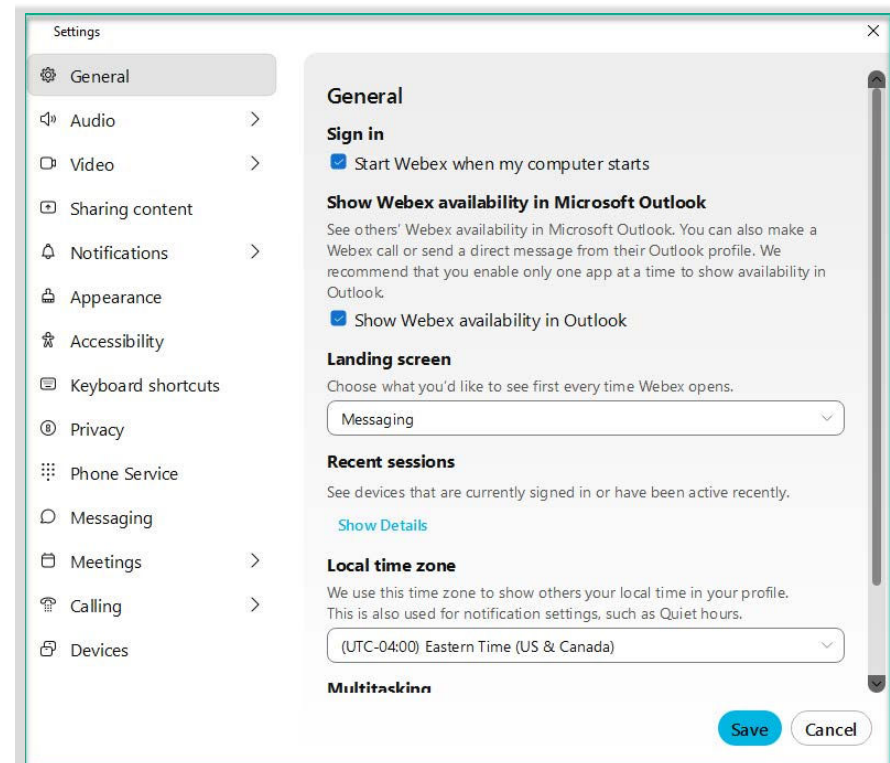 Settings
General
Audio
Video
Sharing content
Notifications
Appearance
Accessibility
Keyboard shortcuts
Privacy
Phone Service
Messaging
Meetings
Calling
Devices
General
Sign in
Start Webex when my computer starts
Show Webex availability in Microsoft Outlook
See others' Webex availability in Microsoft Outlook. You can also make a
Webex call or send a direct message from their Outlook profile. We
recommend that you enable only one app at a time to show availability in
Outlook.
Show Webex availability in Outlook
Landing screen
Choose what you'd like to see first every time Webex opens.
Messaging
Recent sessions
See devices that are currently signed in or have been active recently.
Show Details
Local time zone
We use this time zone to show others your local time in your profile.
This is also used for notification settings, such as Quiet hours.
(UTC-04:00) Eastern Time (US & Canada)
Multitasking
Save
Cancel